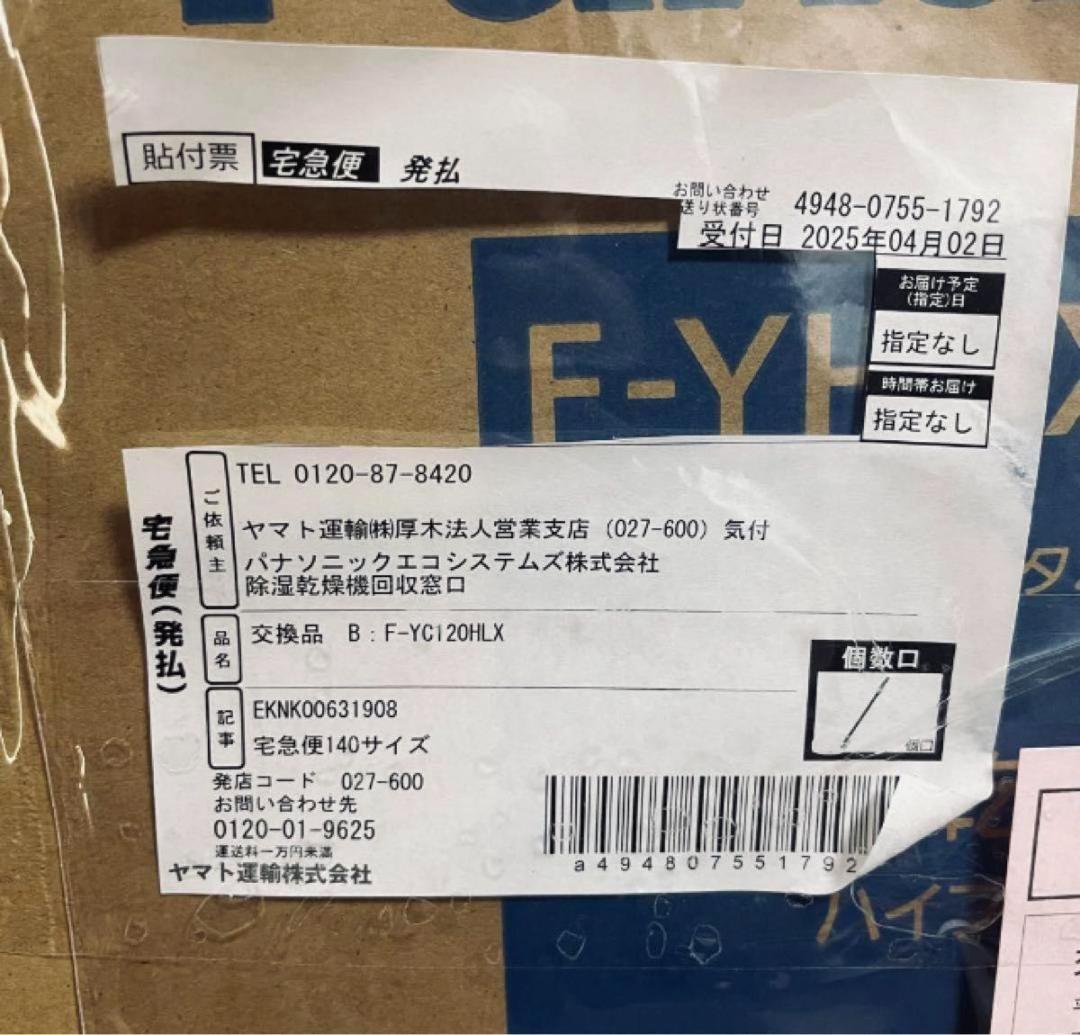 貼付票 宅急便 発払
お問い合わせ
送り状番号 4948-0755-1792
受付日 2025年04月02日
お届け予定
(指定)日
指定なし
時間帯お届け
指定なし
F-YH
宅急便(発払)
ご依頼主
TEL 0120-87-8420
ヤマト運輸㈱厚木法人営業支店 (027-600) 気付
パナソニックエコシステムズ株式会社
除湿乾燥機回収窓口
品名
交換品 B:F-YC120HLX
個数口
個口
記事
EKNK00631908
宅急便140サイズ
発店コード 027-600
お問い合わせ先
0120-01-9625
運送料一万円未満
ヤマト運輸株式会社
a494807551792
タ
ハイブ